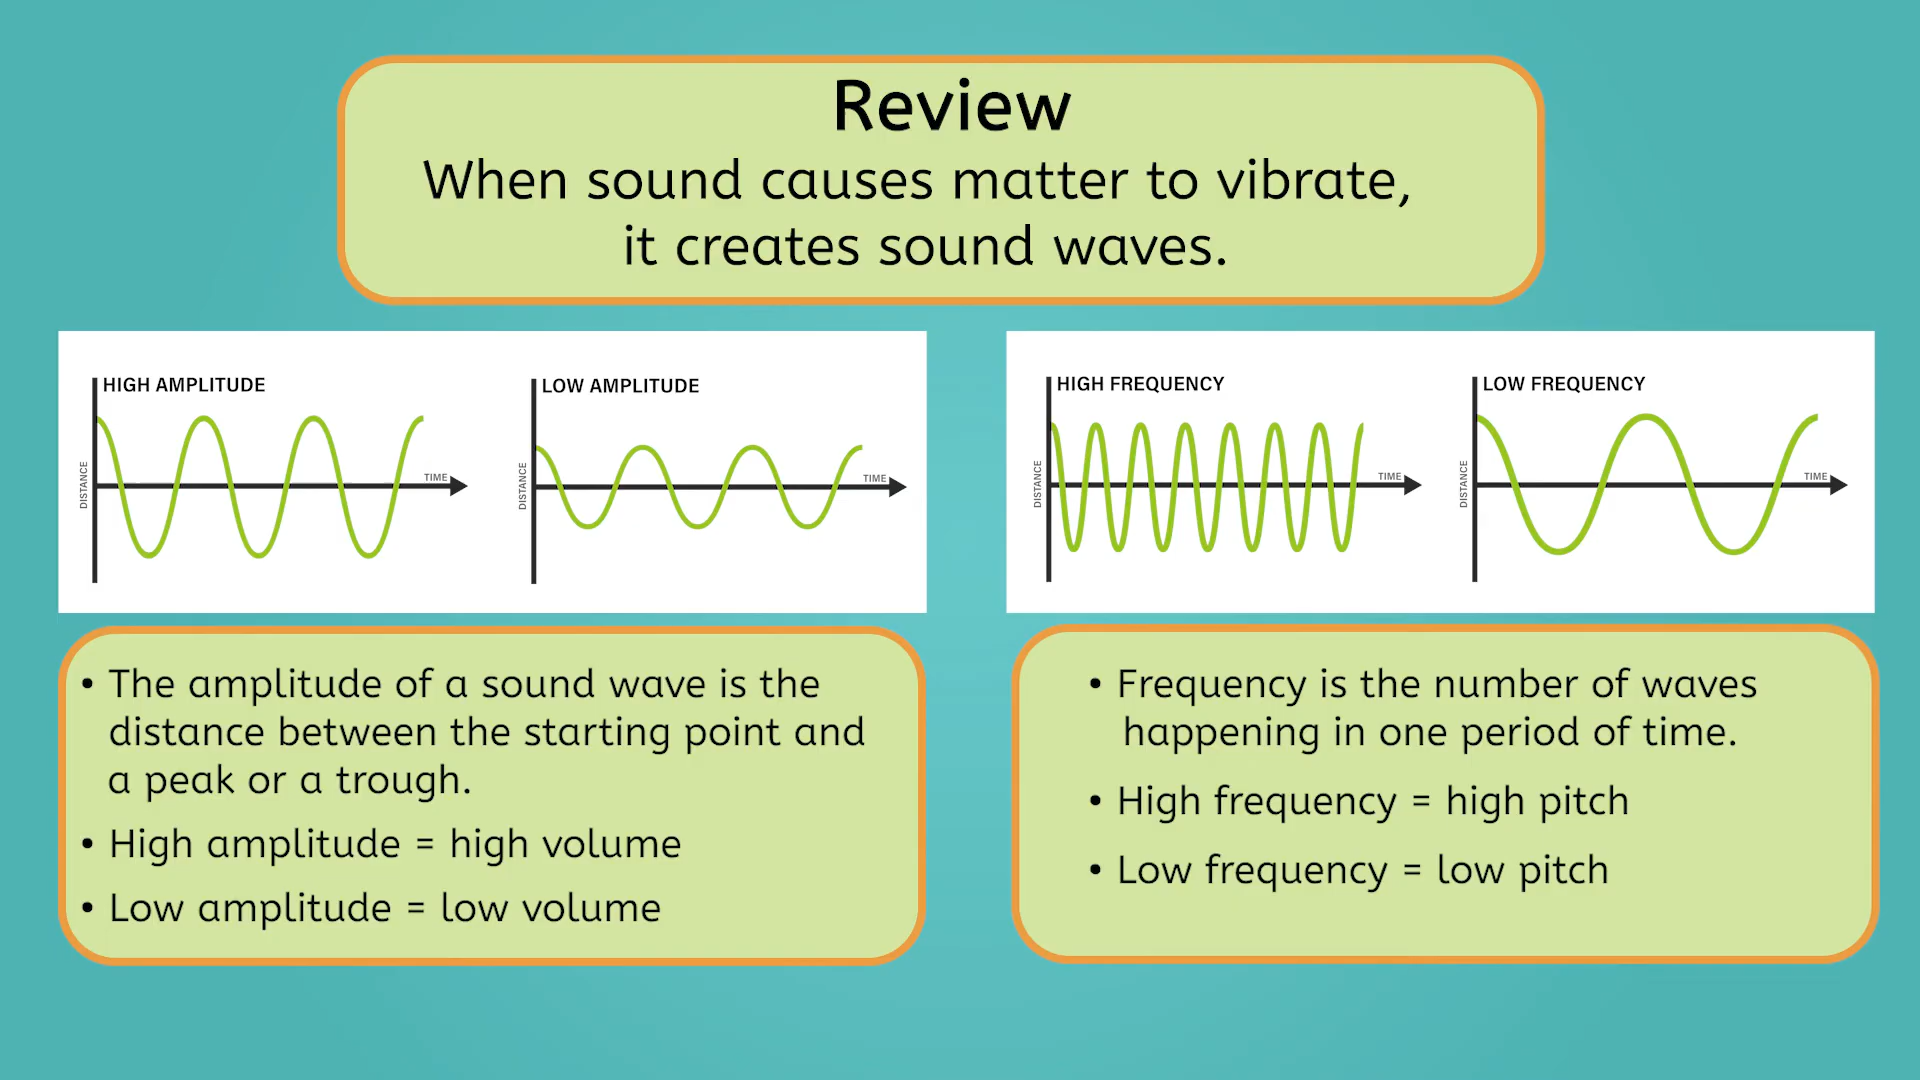 Review
When sound causes matter to vibrate,
it creates sound waves.
HIGH AMPLITUDE
DISTANCE
TIME
LOW AMPLITUDE
DISTANCE
TIME
HIGH FREQUENCY
DISTANCE
TIME
LOW FREQUENCY
DISTANCE
TIME
• The amplitude of a sound wave is the
distance between the starting point and
a peak or a trough.
• High amplitude = high volume
• Low amplitude = low volume
• Frequency is the number of waves
happening in one period of time.
• High frequency = high pitch
• Low frequency = low pitch